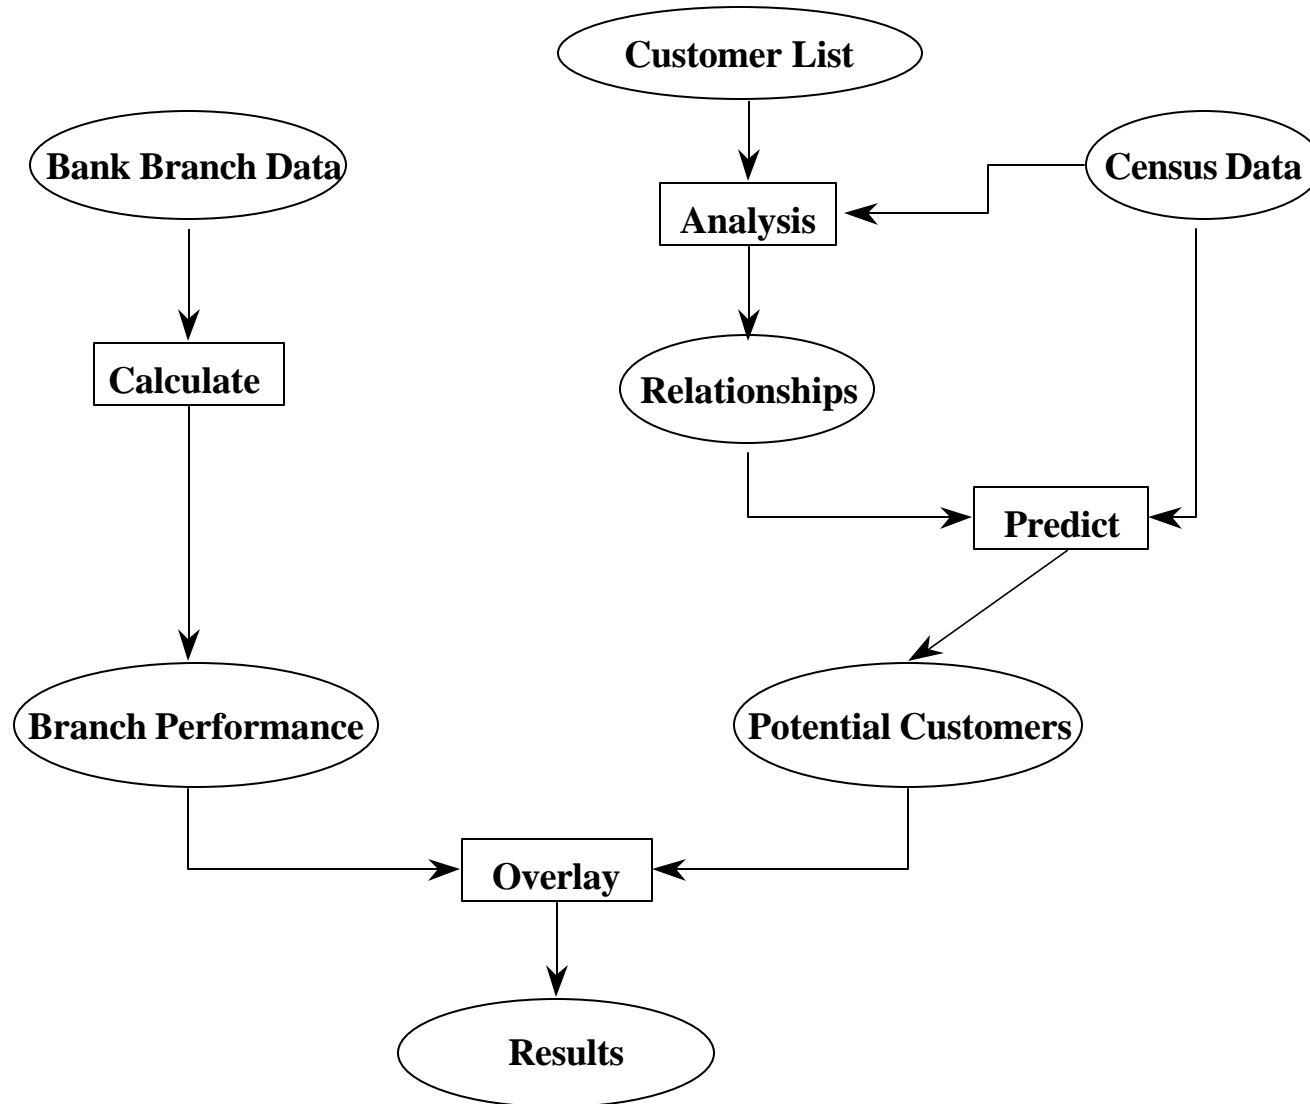 Customer List
Bank Branch Data
Census Data
Analysis
Calculate
Relationships
Predict
Branch Performance
Potential Customers
Overlay
Results